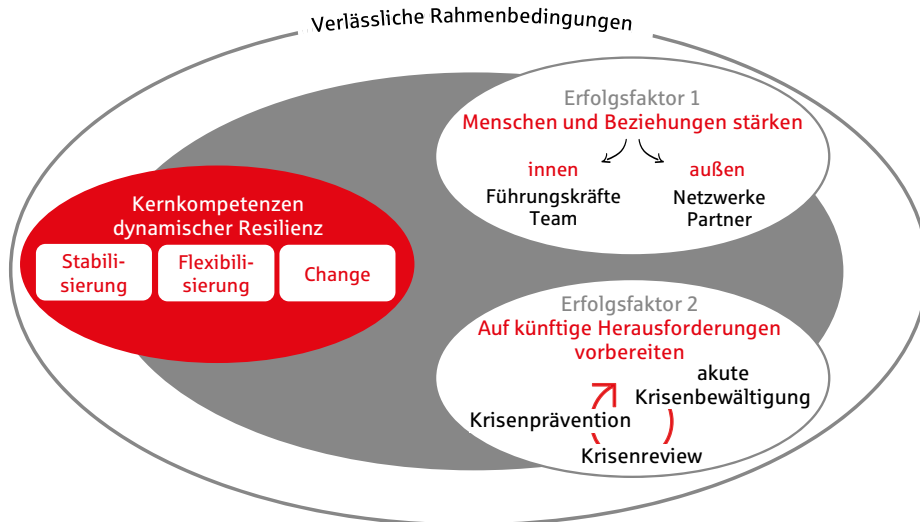 Verlässliche Rahmenbedingungen
Erfolgsfaktor 1
Menschen und Beziehungen stärken
innen
Führungskräfte
Team
außen
Netzwerke
Partner
Kernkompetenzen
dynamischer Resilienz
Stabili-
sierung
Flexibili-
sierung
Change
Erfolgsfaktor 2
Auf künftige Herausforderungen
vorbereiten
akute
Krisenbewältigung
Krisenprävention
Krisenreview